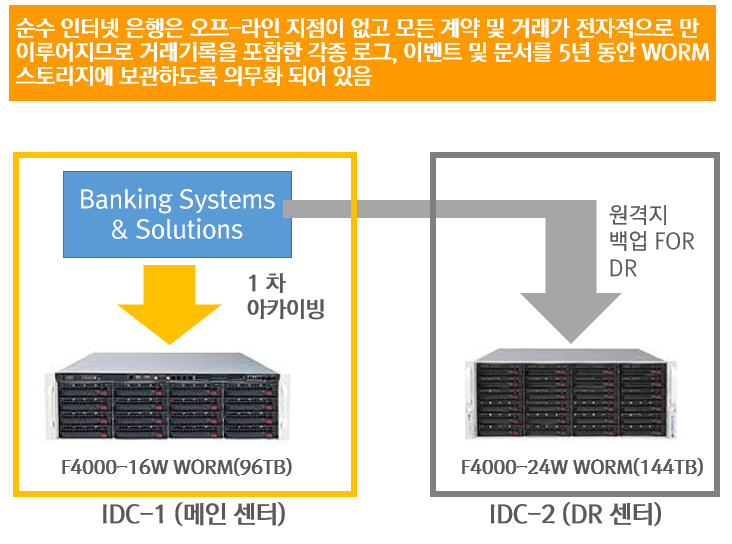 순수 인터넷 은행은 오프-라인 지점이 없고 모든 계약 및 거래가 전자적으로 만
이루어지므로 거래기록을 포함한 각종 로그, 이벤트 및 문서를 5년 동안 WORM
스토리지에 보관하도록 의무화 되어 있음
Banking Systems
& Solutions
1 차
아카이빙
원격지
백업 FOR
DR
F4000-16W WORM(96TB)
F4000-24W WORM(144TB)
IDC-1 (메인 센터)
IDC-2 (DR 센터)